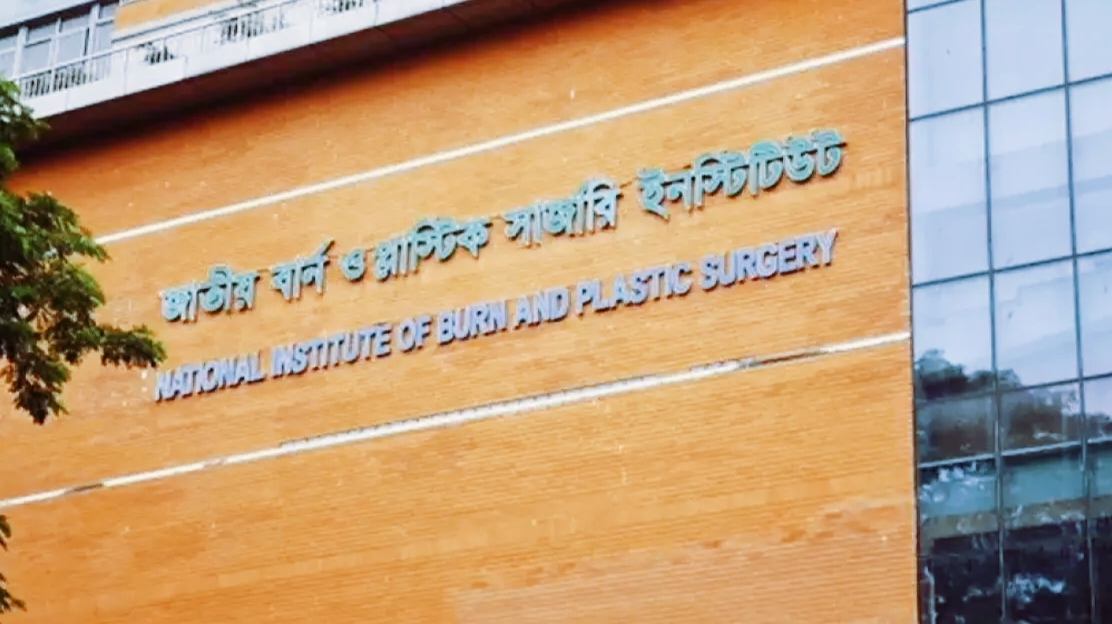 জাতীয় বার্ন ও প্লাস্টিক সার্জারি ইনস্টিটিউট
NATIONAL INSTITUTE OF BURN AND PLASTIC SURGERY